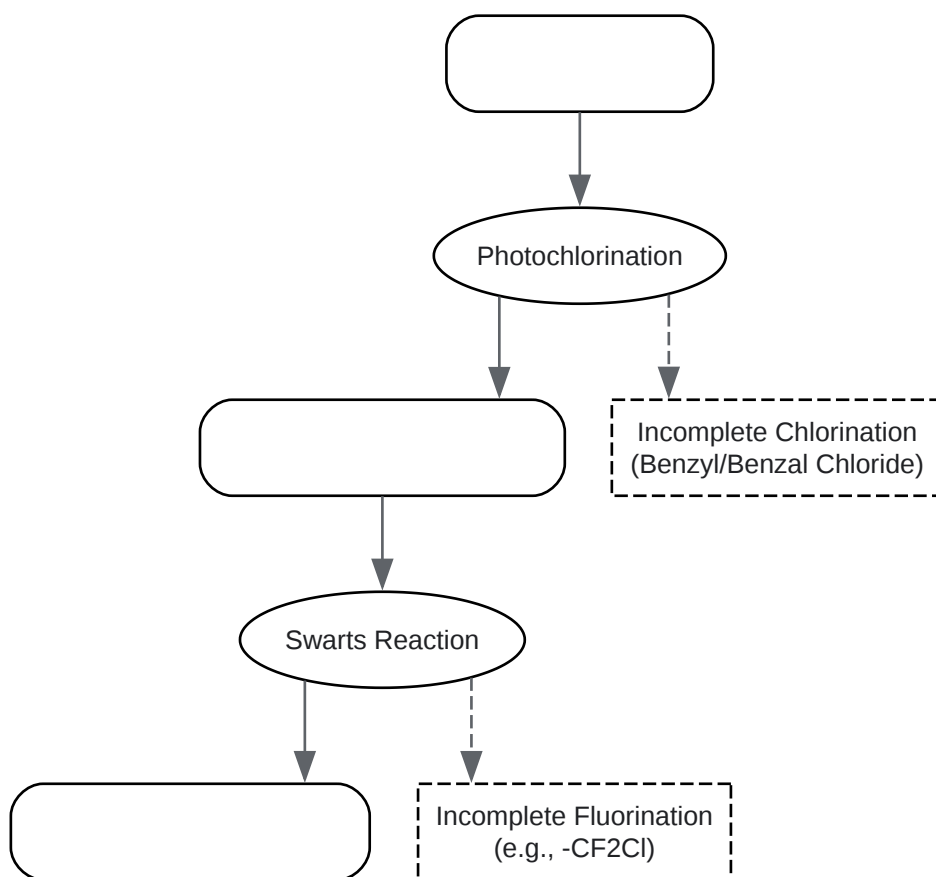 Photochlorination
Incomplete Chlorination
(Benzyl/Benzal Chloride)
Swarts Reaction
Incomplete Fluorination
(e.g., -CF2Cl)